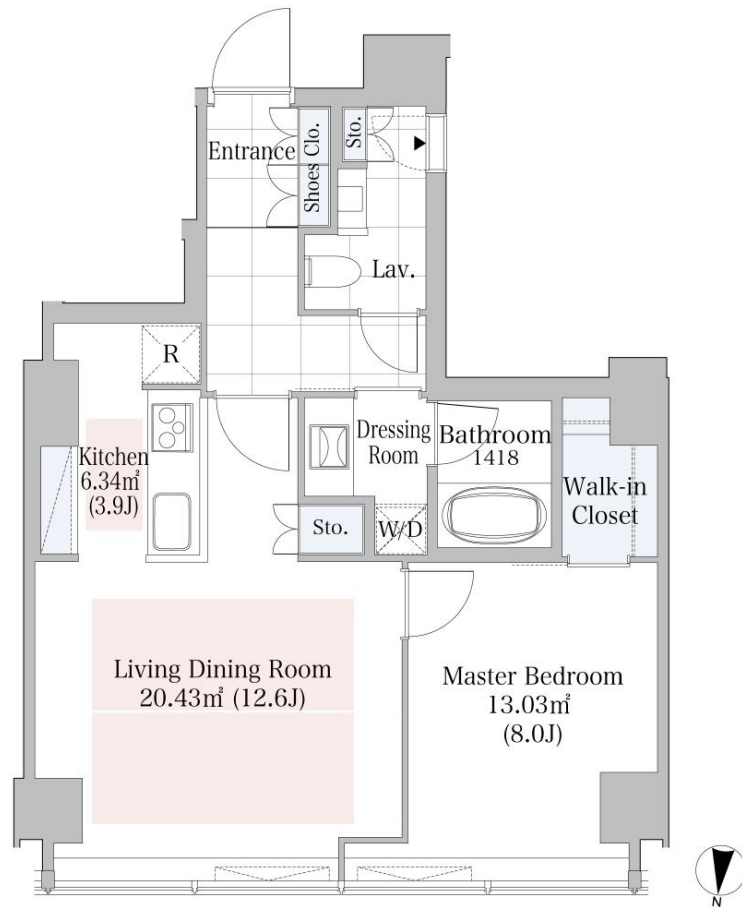 Entrance
Shoes Clo.
Sto.
Lav.
R
Kitchen
6.34㎡
(3.9J)
Dressing
Room
Bathroom
1418
Walk-in
Closet
Sto.
W/D
Living Dining Room
20.43㎡ (12.6J)
Master Bedroom
13.03㎡
(8.0J)
N